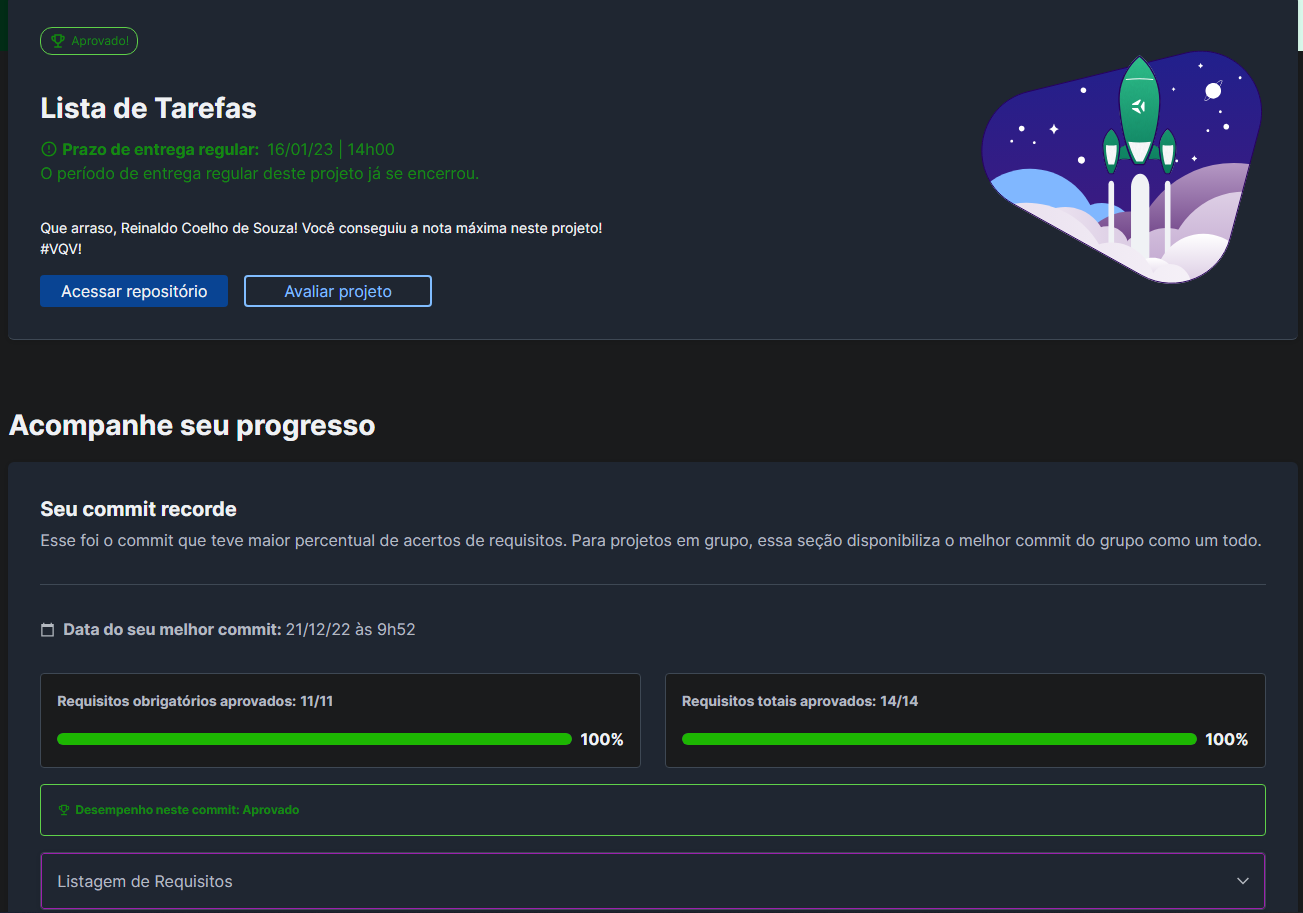 Aprovado!
Lista de Tarefas
Prazo de entrega regular: 16/01/23 | 14h00
O período de entrega regular deste projeto já se encerrou.
Que arraso, Reinaldo Coelho de Souza! Você conseguiu a nota máxima neste projeto!
#VQV!
Acessar repositório
Avaliar projeto
Acompanhe seu progresso
Seu commit recorde
Esse foi o commit que teve maior percentual de acertos de requisitos. Para projetos em grupo, essa seção disponibiliza o melhor commit do grupo como um todo.
Data do seu melhor commit: 21/12/22 às 9h52
Requisitos obrigatórios aprovados: 11/11
100%
Requisitos totais aprovados: 14/14
100%
Desempenho neste commit: Aprovado
Listagem de Requisitos